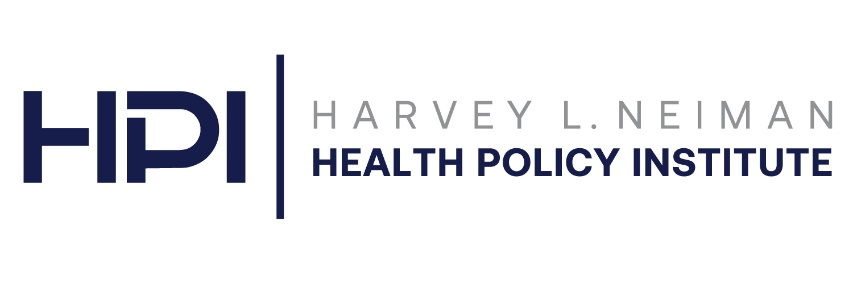 HPI
HARVEY L. NEIMAN
HEALTH POLICY INSTITUTE